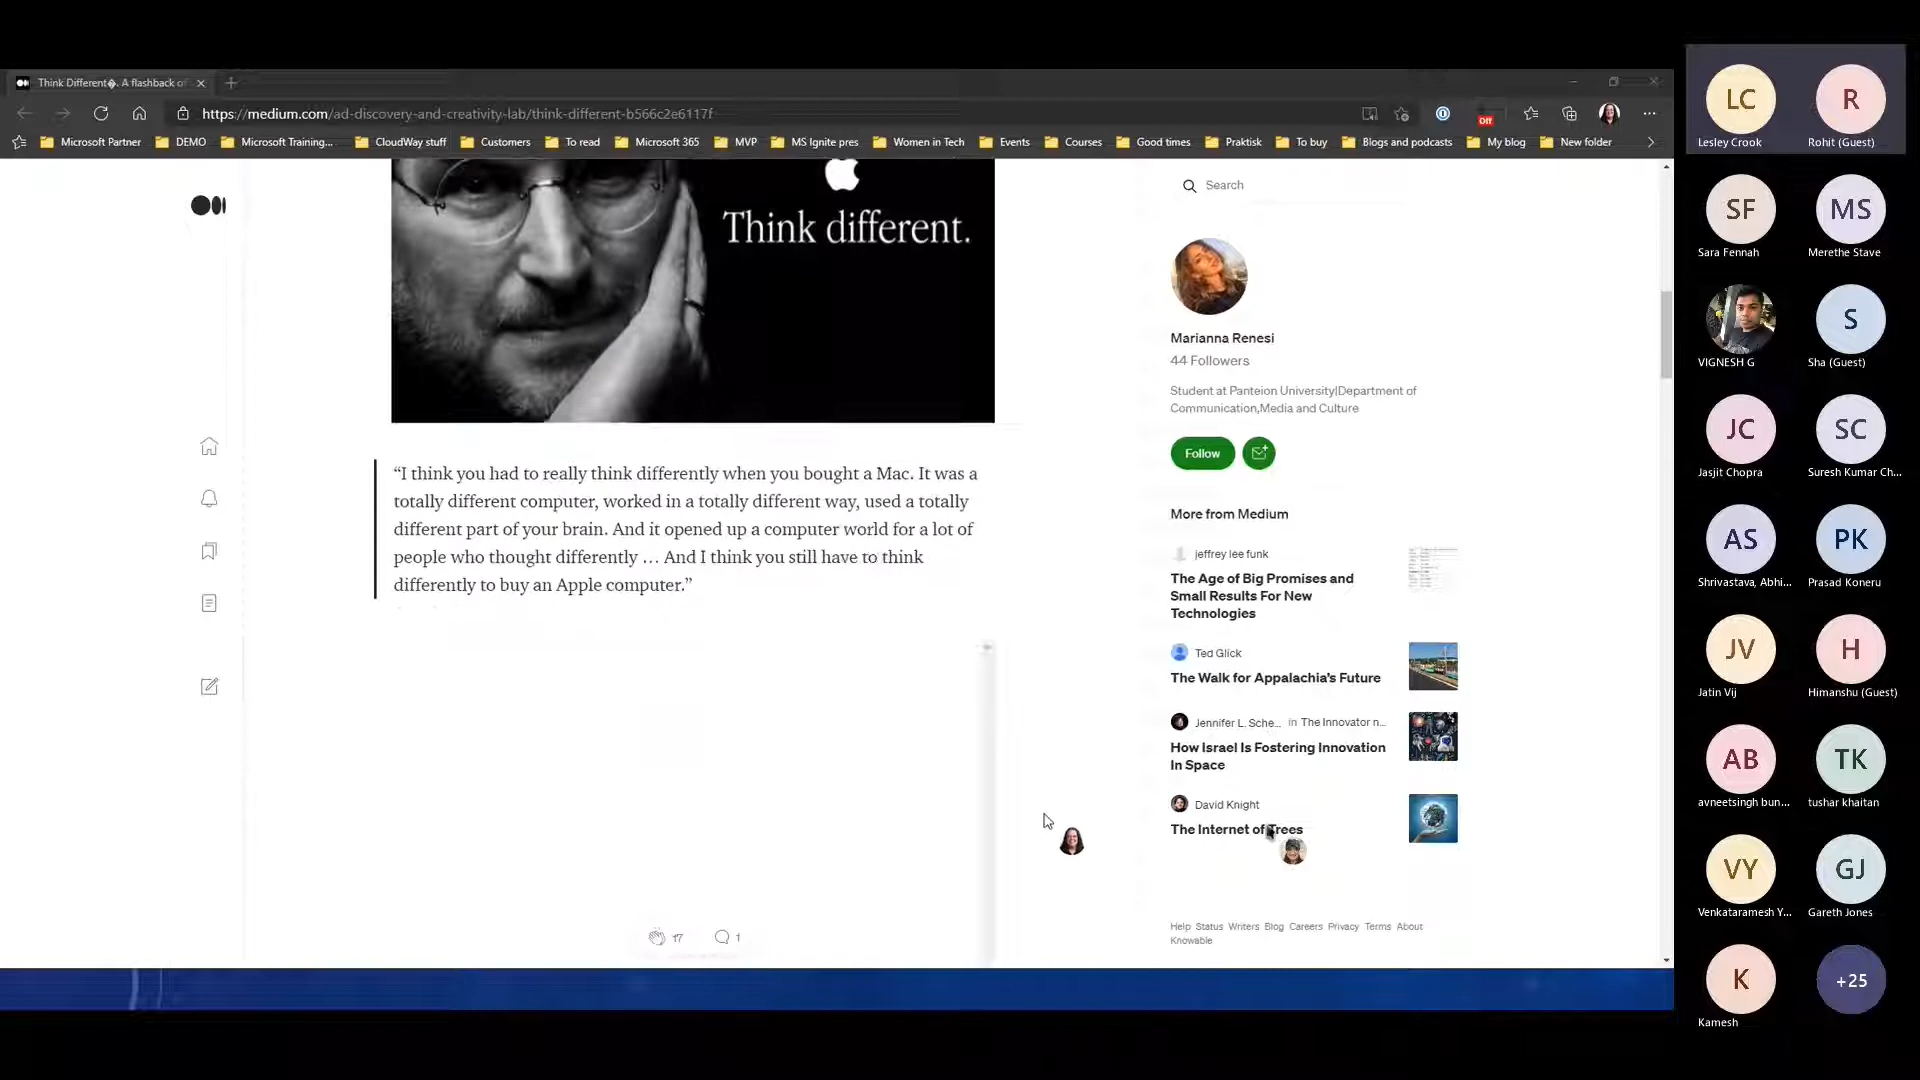 Think Different�. A flashback of
https://medium.com/ad-discovery-and-creativity-lab/think-different-b566c2e6117f
Off
Microsoft Partner DEMO Microsoft Training... CloudWay stuff Customers To read Microsoft 365 MVP MS Ignite pres Women in Tech Events Courses Good times Praktisk To buy Blogs and podcasts My blog New folder
Think different.
“I think you had to really think differently when you bought a Mac. It was a
totally different computer, worked in a totally different way, used a totally
different part of your brain. And it opened up a computer world for a lot of
people who thought differently … And I think you still have to think
differently to buy an Apple computer.”
17 1
Search
Marianna Renesi
44 Followers
Student at Panteion University|Department of
Communication,Media and Culture
Follow
More from Medium
jeffrey lee funk
The Age of Big Promises and
Small Results For New
Technologies
Ted Glick
The Walk for Appalachia’s Future
Jennifer L. Sche... in The Innovator n...
How Israel Is Fostering Innovation
In Space
David Knight
The Internet of Trees
Help Status Writers Blog Careers Privacy Terms About
Knowable
LC R
Lesley Crook Rohit (Guest)
SF MS
Sara Fennah Merethe Stave
S
VIGNESH G Sha (Guest)
JC SC
Jasjit Chopra Suresh Kumar Ch...
AS PK
Shrivastava, Abhi... Prasad Koneru
JV H
Jatin Vij Himanshu (Guest)
AB TK
avneetsingh bun... tushar khaitan
VY GJ
Venkataramesh Y... Gareth Jones
K +25
Kamesh